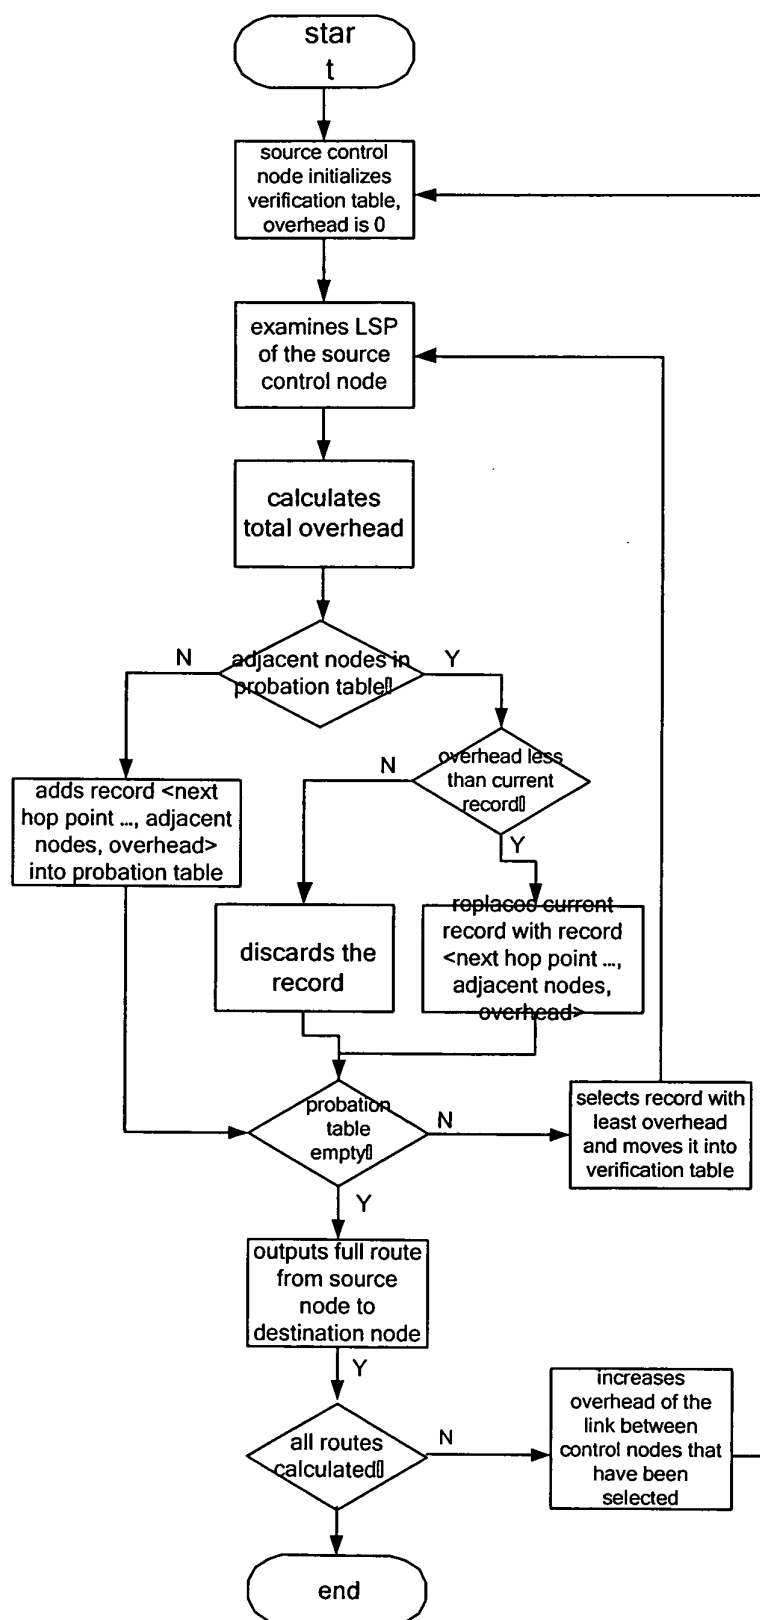 star
t
source control
node initializes
verification table,
overhead is 0
examines LSP
of the source
control node
calculates
total overhead
adjacent nodes in
probation table▯
N
Y
overhead less
than current
record▯
N
Y
adds record <next
hop point ..., adjacent
nodes, overhead>
into probation table
discards the
record
replaces current
record with record
<next hop point ...,
adjacent nodes,
overhead>
probation
table
empty▯
N
Y
selects record with
least overhead
and moves it into
verification table
outputs full route
from source
node to
destination node
Y
all routes
calculated▯
N
increases
overhead of the
link between
control nodes that
have been
selected
end